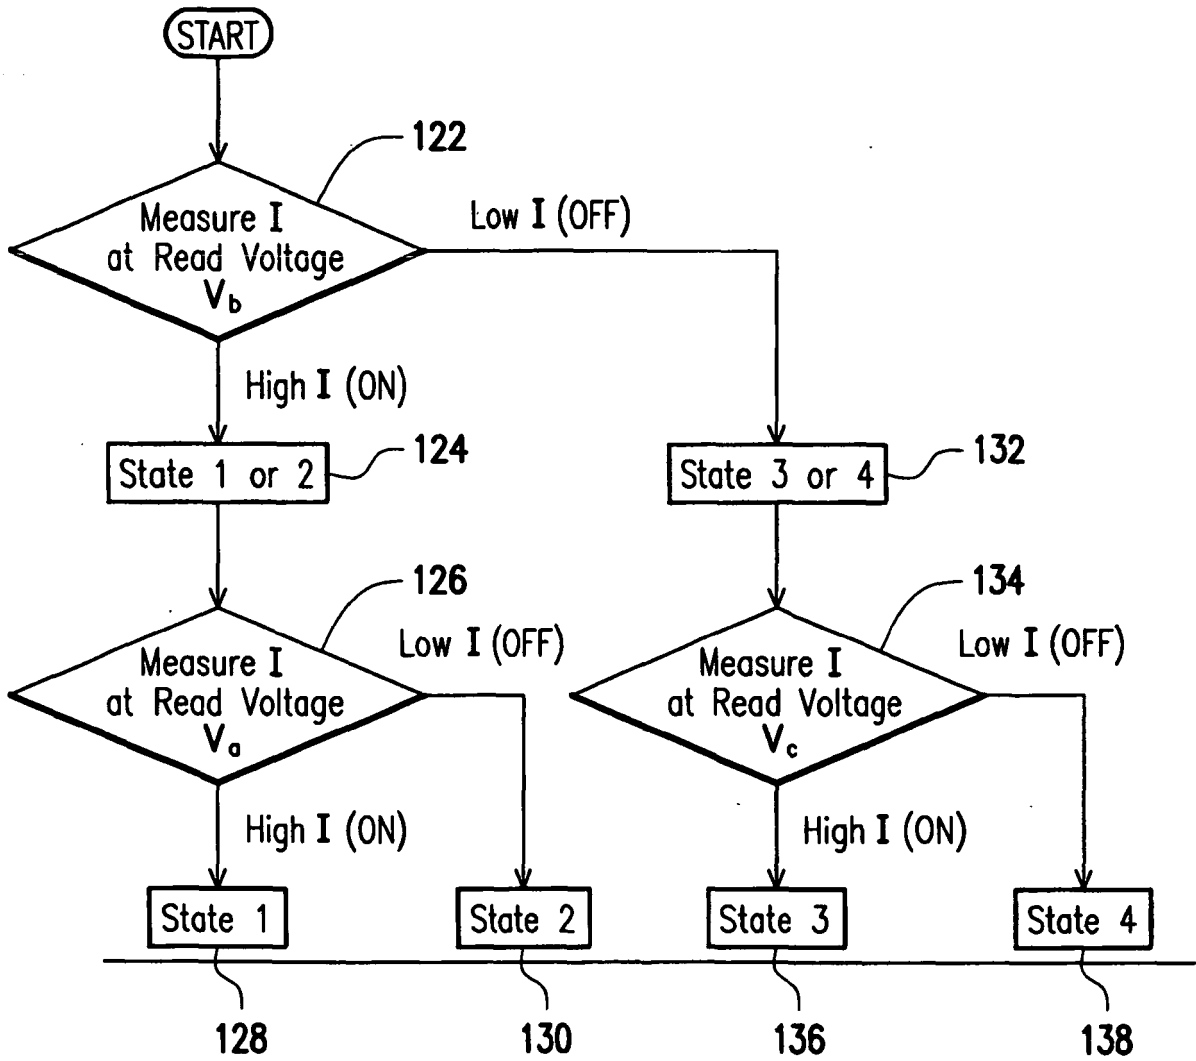 START
122
Measure I
at Read Voltage
Vb
Low I (OFF)
High I (ON)
State 1 or 2
124
State 3 or 4
132
126
Measure I
at Read Voltage
Va
Low I (OFF)
134
Measure I
at Read Voltage
Vc
Low I (OFF)
High I (ON)
High I (ON)
State 1
State 2
State 3
State 4
128
130
136
138